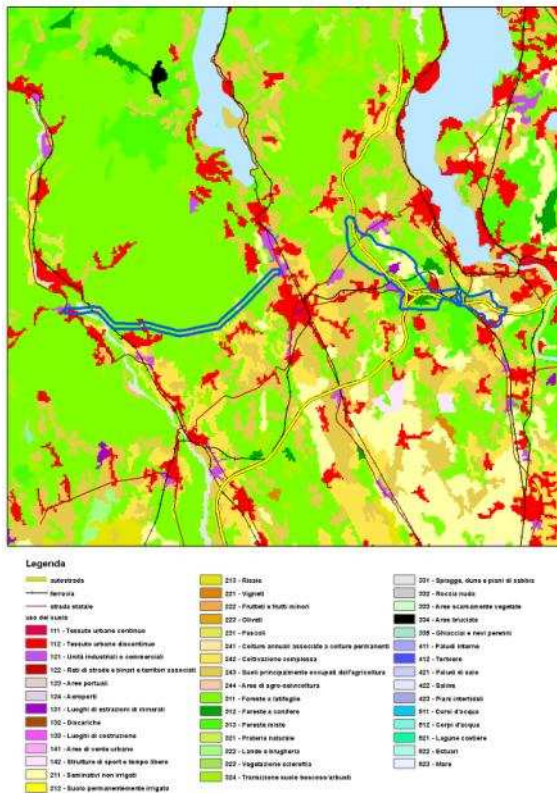 Legenda
autostrada
ferrovia
strada statale
uso del suolo
111 - Tessuto urbano continuo
112 - Tessuto urbano discontinuo
121 - Unità industriali o commerciali
122 - Reti di strade o binari e territori associati
123 - Aree portuali
124 - Aeroporti
131 - Luoghi di estrazioni di minerali
132 - Discariche
133 - Luoghi di costruzione
141 - Aree di verde urbano
142 - Strutture di sport e tempo libero
211 - Seminativi non irrigati
212 - Suolo permanentemente irrigato
213 - Risaie
221 - Vigneti
222 - Frutteti e frutti minori
223 - Oliveti
231 - Pascoli
241 - Colture annuali associate a colture permanenti
242 - Coltivazione complessa
243 - Suoli principalmente occupati dall'agricoltura
244 - Aree di agro-selvicoltura
311 - Foreste a latifoglie
312 - Foreste a conifere
313 - Foreste miste
321 - Praterie naturale
322 - Lande e brughiera
323 - Vegetazione sclerofila
324 - Transizione suolo boscoso/arbusti
331 - Spiagge, dune e piani di sabbia
332 - Roccia nuda
333 - Aree scarsamente vegetate
334 - Aree bruciate
335 - Ghiacciai e nevi perenni
411 - Paludi interne
412 - Torbiere
421 - Paludi di sale
422 - Saline
423 - Piani intertidali
511 - Corsi d'acqua
512 - Corpi d'acqua
521 - Lagune costiere
522 - Estuari
523 - Mare